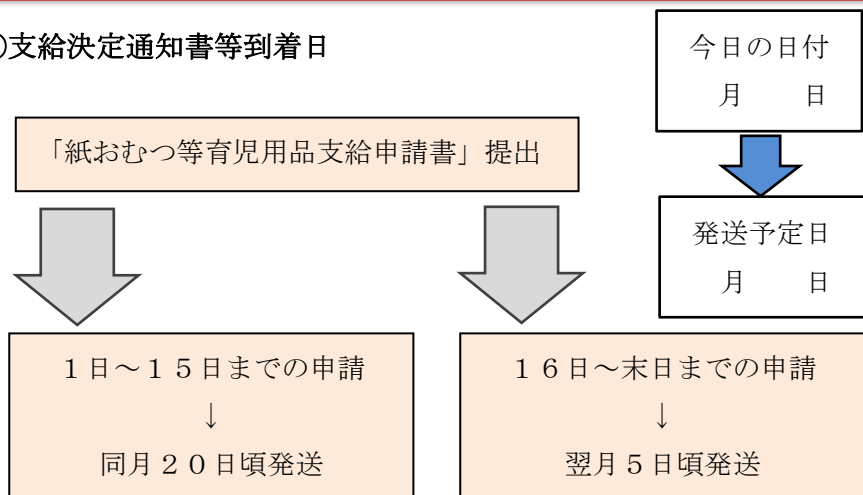 支給決定通知書等到着日
今日の日付
月　　日
「紙おむつ等育児用品支給申請書」提出
発送予定日
月　　日
１日～１５日までの申請
↓
同月２０日頃発送
１６日～末日までの申請
↓
翌月５日頃発送